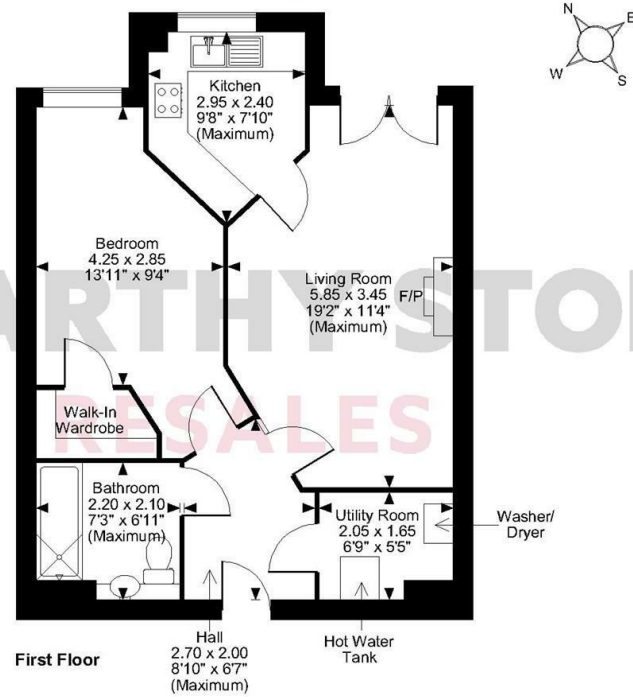 N
E
W
S
Kitchen
2.95 x 2.40
9'8" x 7'10"
(Maximum)
Bedroom
4.25 x 2.85
13'11" x 9'4"
Living Room
5.85 x 3.45
19'2" x 11'4"
(Maximum)
F/P
ARTHY STO
RESALES
Walk-In
Wardrobe
Bathroom
2.20 x 2.10
7'3" x 6'11"
(Maximum)
Utility Room
2.05 x 1.65
6'9" x 5'5"
Washer/
Dryer
First Floor
Hall
2.70 x 2.00
8'10" x 6'7"
(Maximum)
Hot Water
Tank